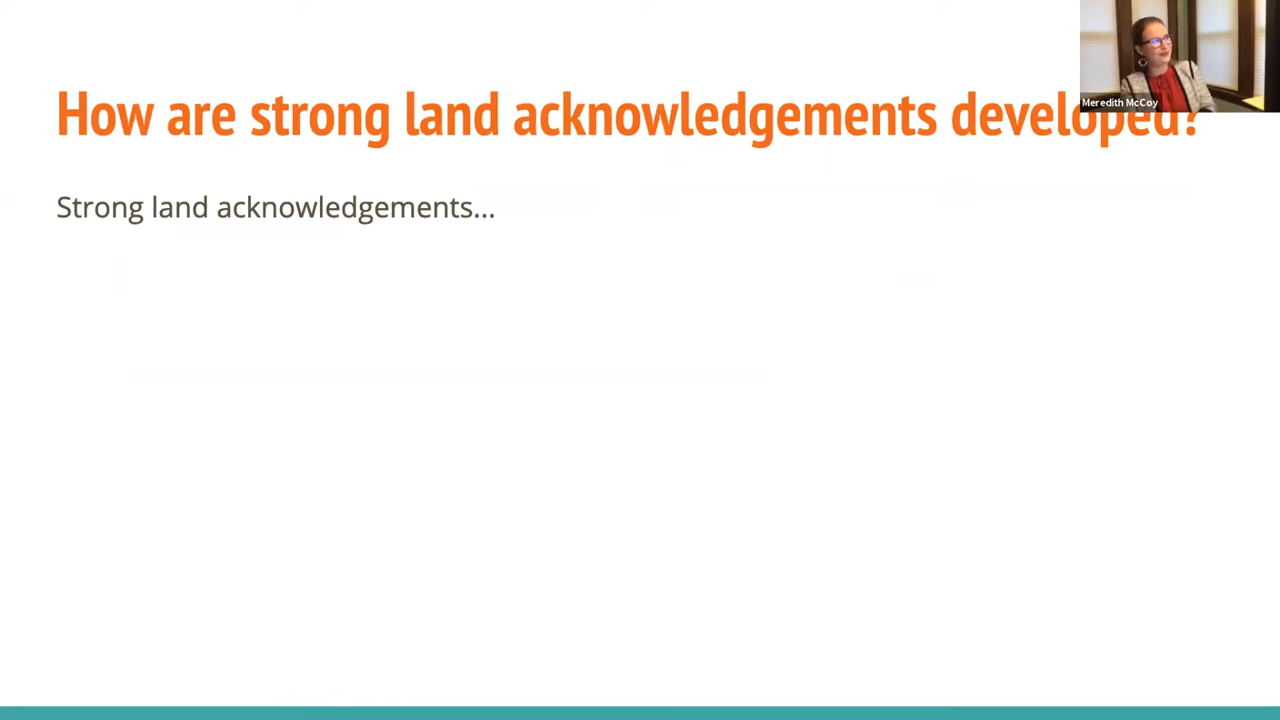 How are strong land acknowledgements developed?
Meredith McCoy
Strong land acknowledgements...